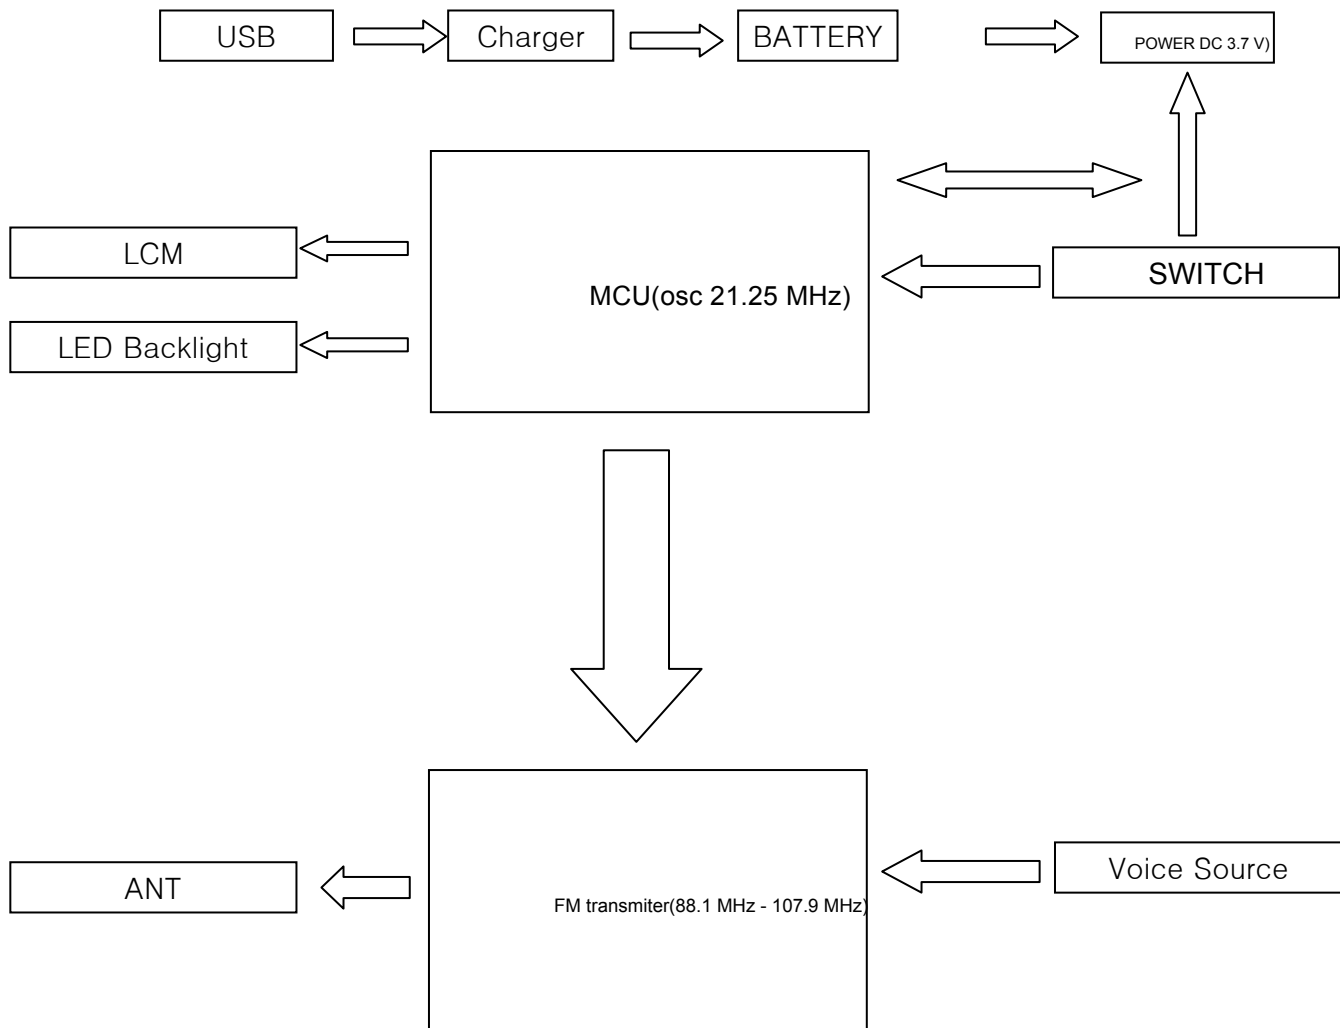 USB
Charger
BATTERY
POWER DC 3.7 V)
LCM
SWITCH
MCU(osc 21.25 MHz)
LED Backlight
Voice Source
ANT
FM transmiter(88.1 MHz - 107.9 MHz)